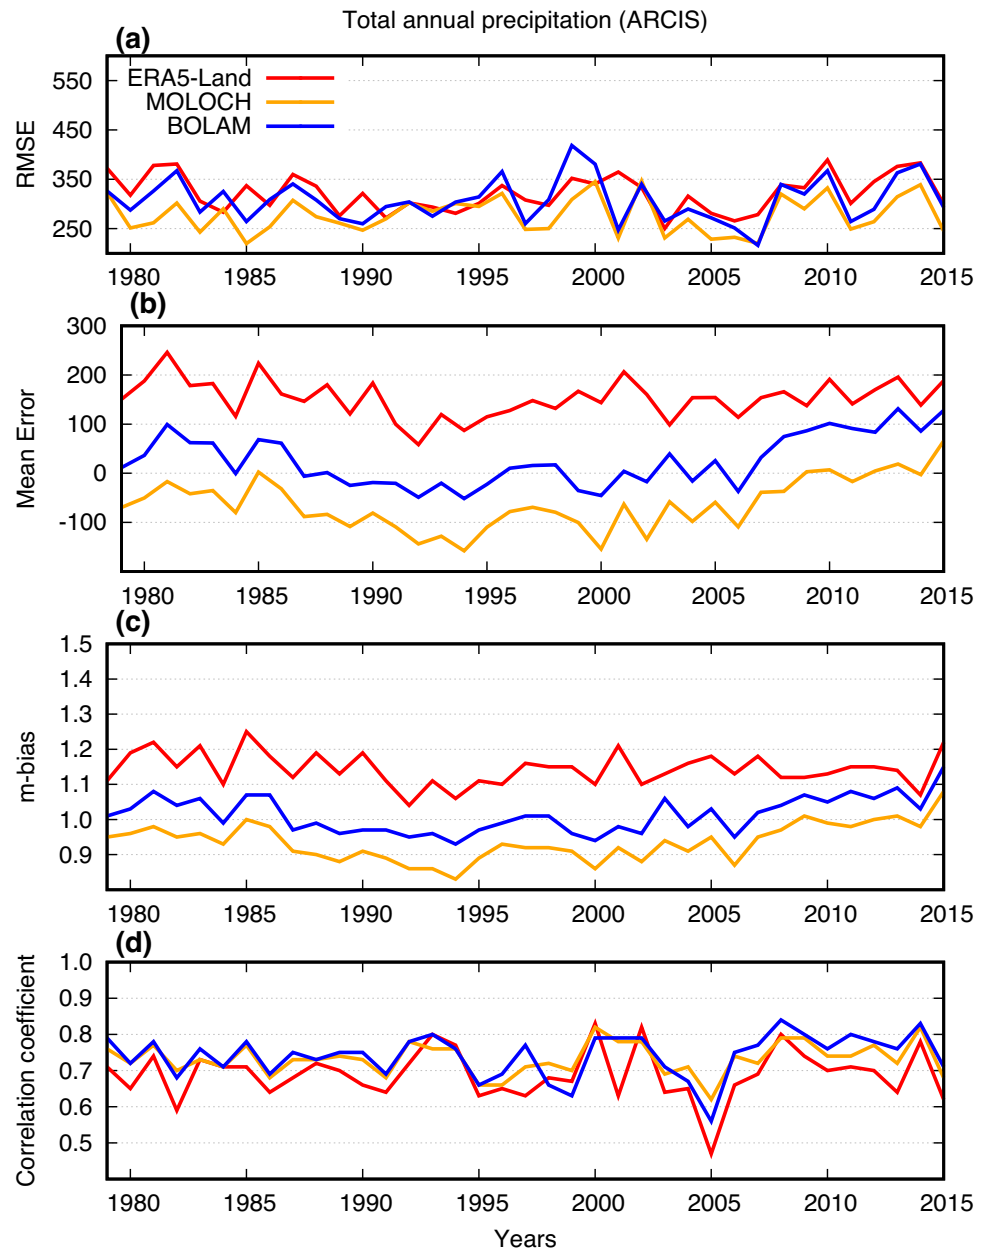 Total annual precipitation (ARCIS)
(a)
RMSE
550
450
350
250
ERA5-Land
MOLOCH
BOLAM
1980 1985 1990 1995 2000 2005 2010 2015
(b)
Mean Error
300
200
100
0
-100
1980 1985 1990 1995 2000 2005 2010 2015
(c)
m-bias
1.5
1.4
1.3
1.2
1.1
1.0
0.9
1980 1985 1990 1995 2000 2005 2010 2015
(d)
Correlation coefficient
1.0
0.9
0.8
0.7
0.6
0.5
1980 1985 1990 1995 2000 2005 2010 2015
Years